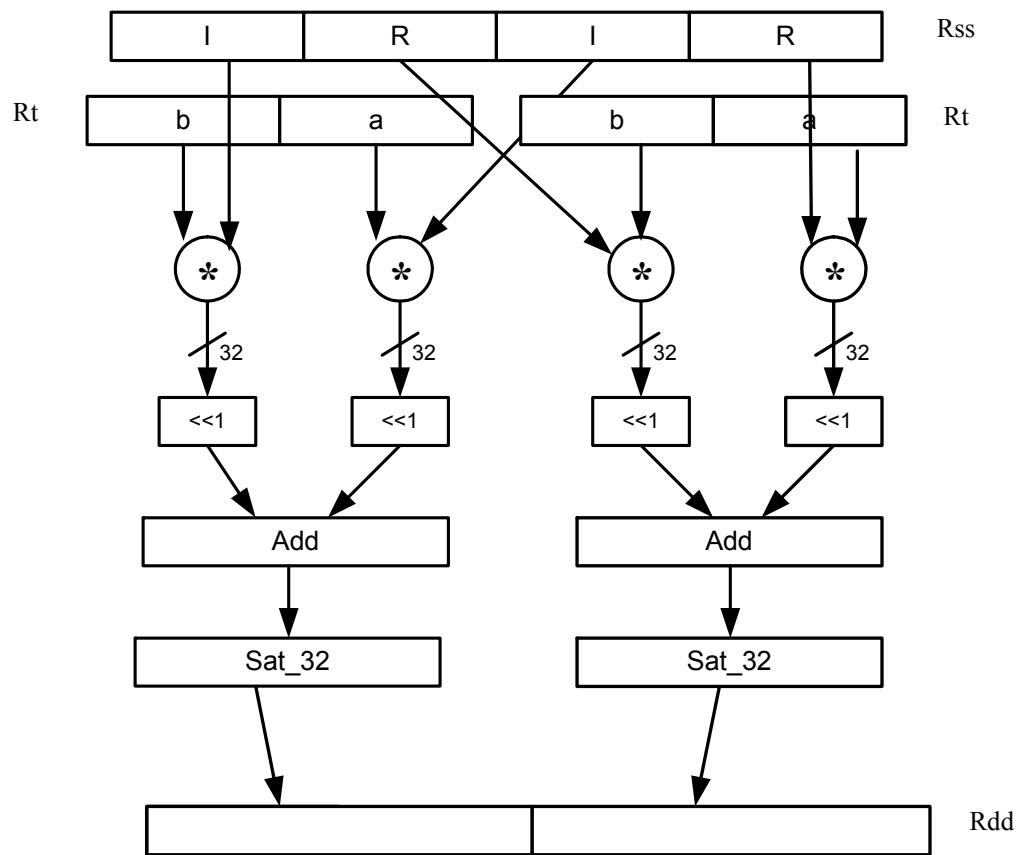 I R I R Rss
Rt b a b a Rt
* * * *
32 32 32 32
<<1 <<1 <<1 <<1
Add Add
Sat_32 Sat_32
Rdd